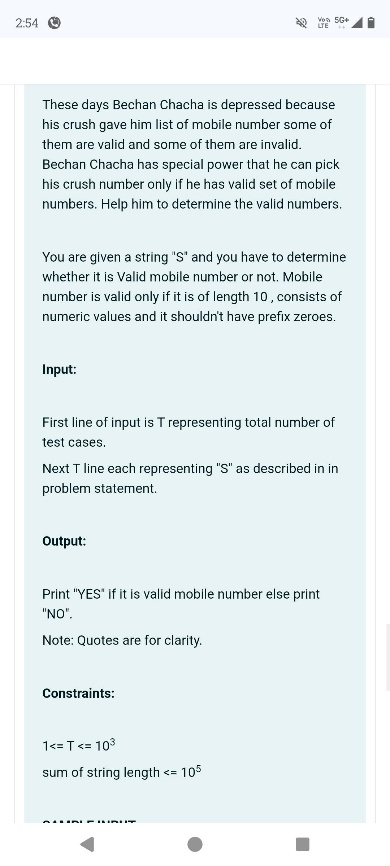 2:54
Vo LTE 5G+
These days Bechan Chacha is depressed because
his crush gave him list of mobile number some of
them are valid and some of them are invalid.
Bechan Chacha has special power that he can pick
his crush number only if he has valid set of mobile
numbers. Help him to determine the valid numbers.
You are given a string "S" and you have to determine
whether it is Valid mobile number or not. Mobile
number is valid only if it is of length 10 , consists of
numeric values and it shouldn't have prefix zeroes.
Input:
First line of input is T representing total number of
test cases.
Next T line each representing "S" as described in in
problem statement.
Output:
Print "YES" if it is valid mobile number else print
"NO".
Note: Quotes are for clarity.
Constraints:
1<= T <= 10³
sum of string length <= 10⁵
SAMPLE INPUT